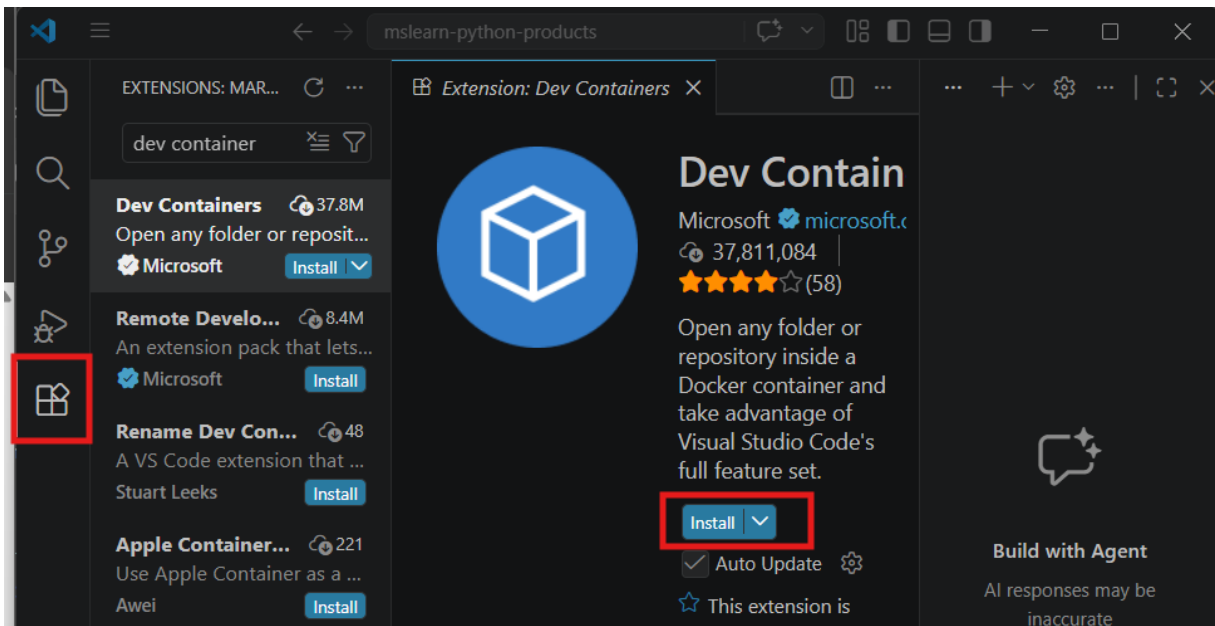 mslearn-python-products
EXTENSIONS: MAR...
dev container
Dev Containers 37.8M
Open any folder or reposit...
Microsoft Install
Remote Develo... 8.4M
An extension pack that lets...
Microsoft Install
Rename Dev Con... 48
A VS Code extension that ...
Stuart Leeks Install
Apple Container... 221
Use Apple Container as a ...
Awei Install
Extension: Dev Containers
Dev Contain
Microsoft microsoft.c
37,811,084
(58)
Open any folder or
repository inside a
Docker container and
take advantage of
Visual Studio Code's
full feature set.
Install
Auto Update
This extension is
Build with Agent
AI responses may be
inaccurate